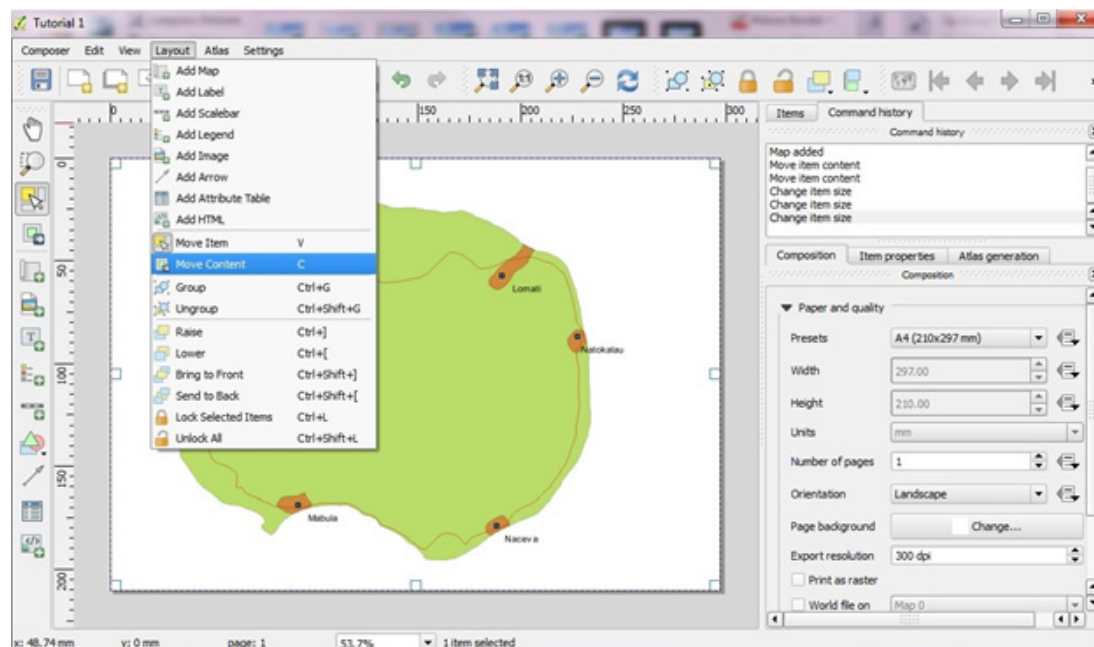 Tutorial 1
Composer Edit View Layout Atlas Settings
Add Map
Add Label
Add Scalebar
Add Legend
Add Image
Add Arrow
Add Attribute Table
Add HTML
Move Item V
Move Content C
Group Ctrl+G
Ungroup Ctrl+Shift+G
Raise Ctrl+]
Lower Ctrl+[
Bring to Front Ctrl+Shift+]
Send to Back Ctrl+Shift+[
Lock Selected Items Ctrl+L
Unlock All Ctrl+Shift+L
0 150 200 250 300
0
50
100
150
200
Lomati
Natokalau
Mabula
Naceva
Items Command history
Command history
Map added
Move item content
Move item content
Change item size
Change item size
Change item size
Composition Item properties Atlas generation
Composition
Paper and quality
Presets A4 (210x297 mm)
Width 297.00
Height 210.00
Units mm
Number of pages 1
Orientation Landscape
Page background Change...
Export resolution 300 dpi
Print as raster
World file on Map 0
x: 48.74 mm y: 0 mm page: 1 53.7% 1 item selected